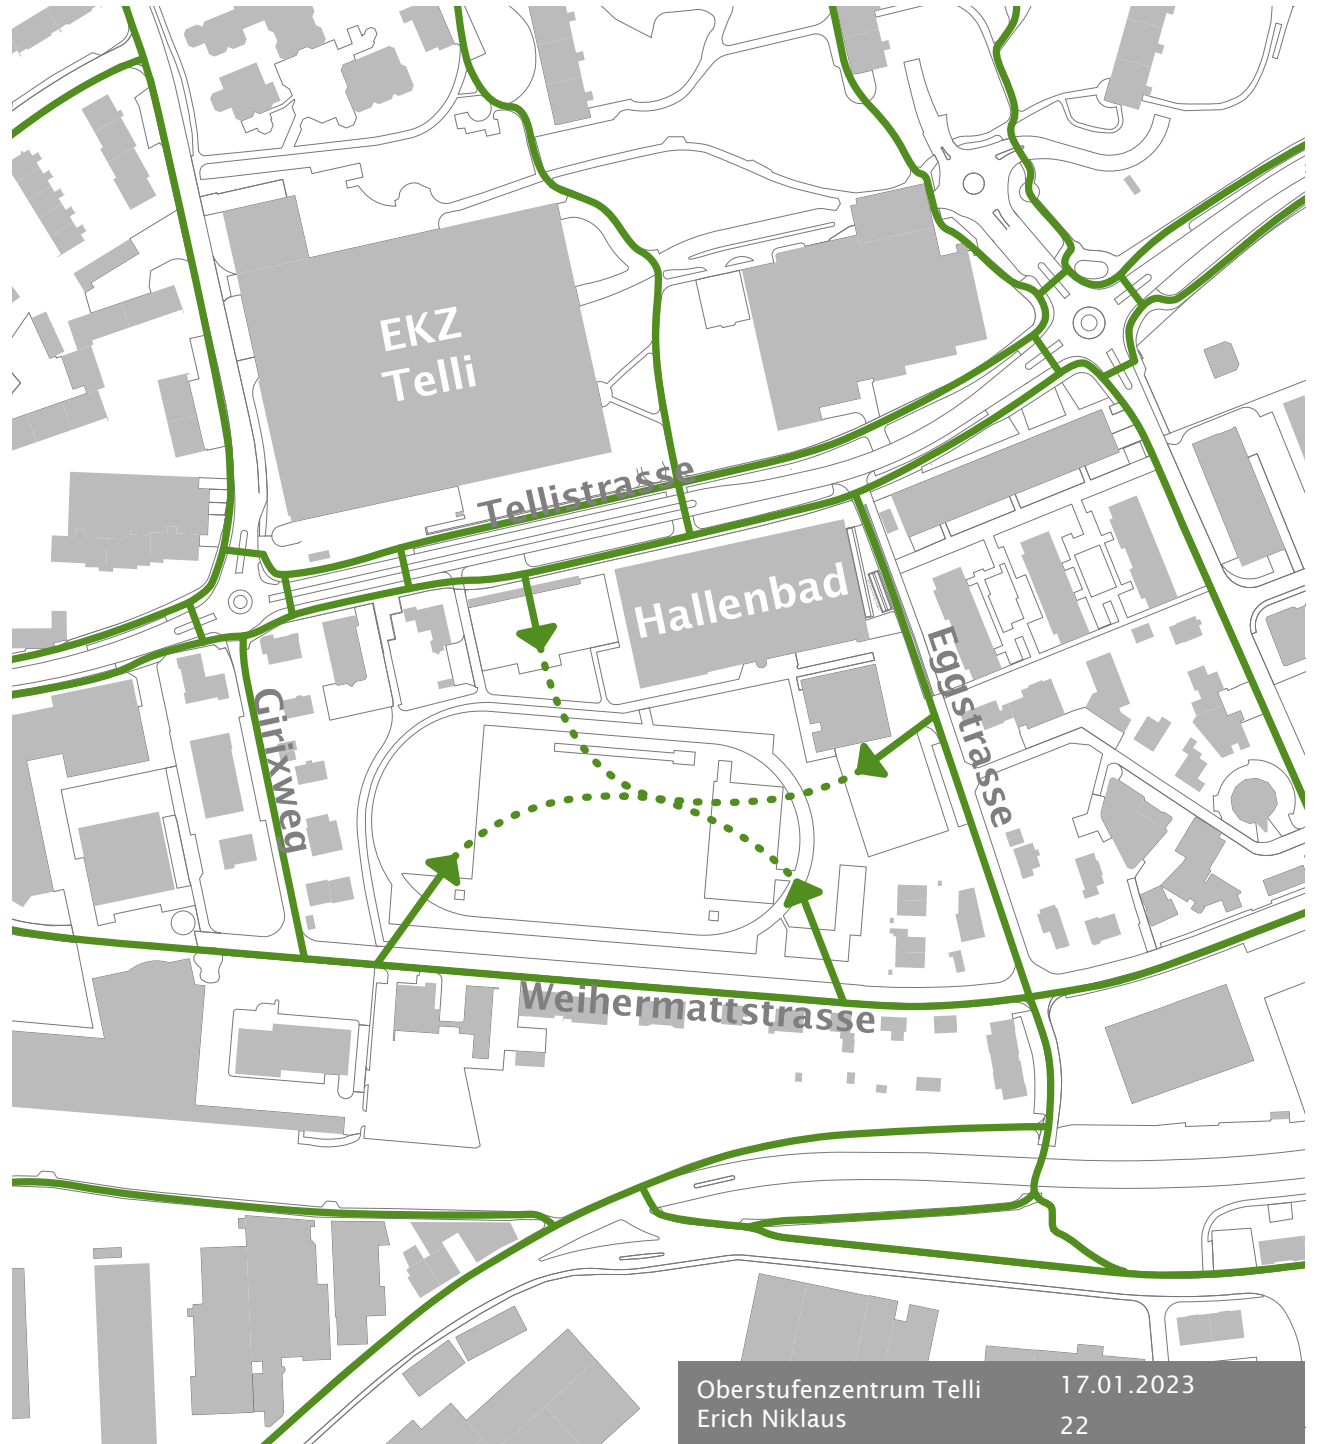 EKZ
Telli
Tellistrasse
Hallenbad
Eggstrasse
Girixweg
Weihermattstrasse
Oberstufenzentrum Telli
Erich Niklaus
17.01.2023
22